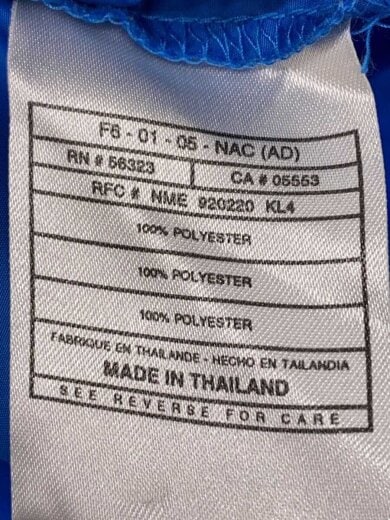 F6 - 01 - 05 - NAC (AD)
RN # 56323 CA # 05553
RFC # NME 920220 KL4
100% POLYESTER
100% POLYESTER
100% POLYESTER
FABRIQUE EN THAILANDE - HECHO EN TAILANDIA
MADE IN THAILAND
SEE REVERSE FOR CARE